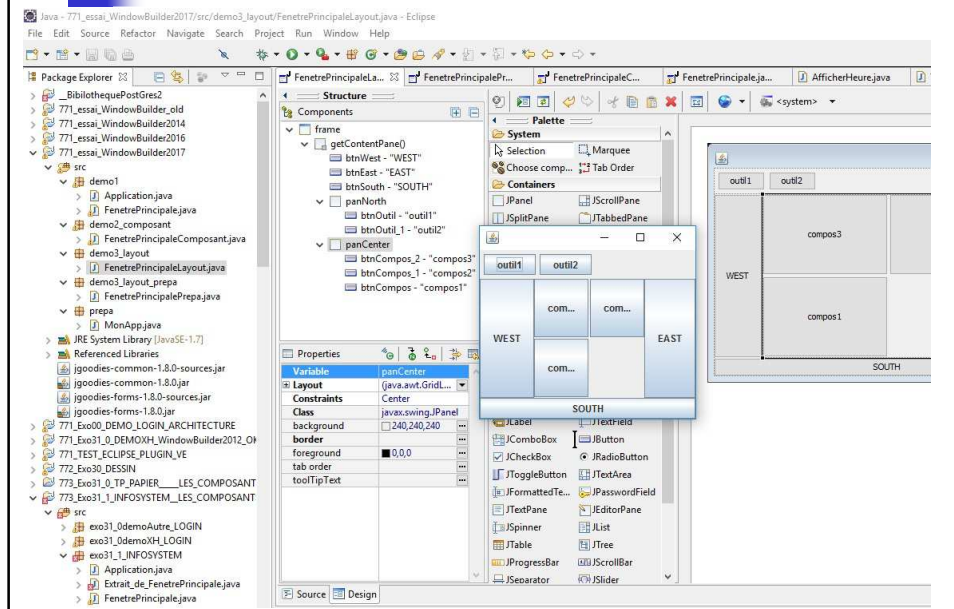 Java - 771_essai_WindowBuilder2017/src/demo3_layout/FenetrePrincipaleLayout.java - Eclipse
File Edit Source Refactor Navigate Search Project Run Window Help
Package Explorer
__BibilothequePostGres2
771_essai_WindowBuilder_old
771_essai_WindowBuilder2014
771_essai_WindowBuilder2016
771_essai_WindowBuilder2017
src
demo1
Application.java
FenetrePrincipale.java
demo2_composant
FenetrePrincipaleComposant.java
demo3_layout
FenetrePrincipaleLayout.java
demo3_layout_prepa
FenetrePrincipalePrepa.java
prepa
MonApp.java
JRE System Library [JavaSE-1.7]
Referenced Libraries
jgoodies-common-1.8.0-sources.jar
jgoodies-common-1.8.0.jar
jgoodies-forms-1.8.0-sources.jar
jgoodies-forms-1.8.0.jar
771_Exo00_DEMO_LOGIN_ARCHITECTURE
771_Exo31_0_DEMOXH_WindowBuilder2012_OK
771_TEST_ECLIPSE_PLUGIN_VE
772_Exo30_DESSIN
773_Exo31_0_TP_PAPIER____LES_COMPOSANT
773_Exo31_1_INFOSYSTEM__LES_COMPOSANT
src
exo31_0demoAutre_LOGIN
exo31_0demoXH_LOGIN
exo31_1_INFOSYSTEM
Application.java
Extrait_de_FenetrePrincipale.java
FenetrePrincipale.java
FenetrePrincipaleLa... FenetrePrincipalePr... FenetrePrincipaleC... FenetrePrincipale.ja... AfficherHeure.java
Structure
Components
frame
getContentPane()
btnWest - "WEST"
btnEast - "EAST"
btnSouth - "SOUTH"
panNorth
btnOutil - "outil1"
btnOutil_1 - "outil2"
panCenter
btnCompos_2 - "compos3"
btnCompos_1 - "compos2"
btnCompos - "compos1"
Properties
Variable panCenter
Layout (java.awt.GridL...
Constraints Center
Class javax.swing.JPanel
background 240,240,240 ...
border ...
foreground 0,0,0 ...
tab order
toolTipText ...
Source Design
<system>
Palette
System
Selection Marquee
Choose comp... Tab Order
Containers
JPanel JScrollPane
JSplitPane JTabbedPane
JLabel JTextField
JComboBox JButton
JCheckBox JRadioButton
JToggleButton JTextArea
JFormattedTe... JPasswordField
JTextPane JEditorPane
JSpinner JList
JTable JTree
JProgressBar JScrollBar
JSeparator JSlider
outil1 outil2
com... com...
WEST EAST
com...
SOUTH
outil1 outil2
compos3
WEST
compos1
SOUTH